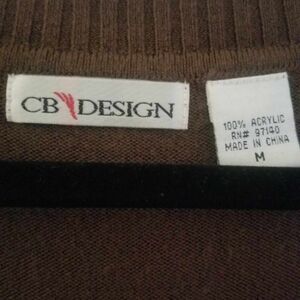 CB DESIGN
100% ACRYLIC
RN# 97140
MADE IN CHINA
M